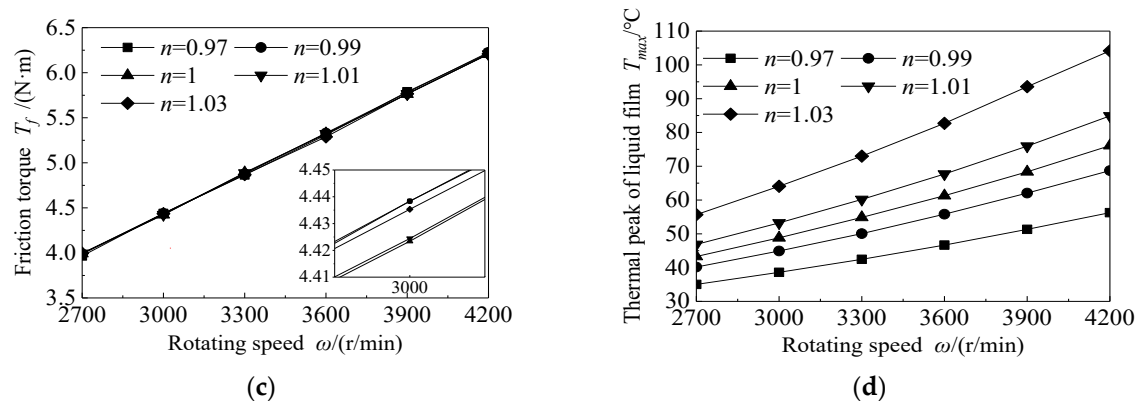 Friction torque T_f /(N·m)
6.5
6.0
5.5
5.0
4.5
4.0
3.5
n=0.97 n=0.99
n=1 n=1.01
n=1.03
4.45
4.44
4.43
4.42
4.41
3000
2700 3000 3300 3600 3900 4200
Rotating speed ω/(r/min)
(c)
Thermal peak of liquid film T_max/°C
110
100
90
80
70
60
50
40
30
n=0.97 n=0.99
n=1 n=1.01
n=1.03
2700 3000 3300 3600 3900 4200
Rotating speed ω/(r/min)
(d)